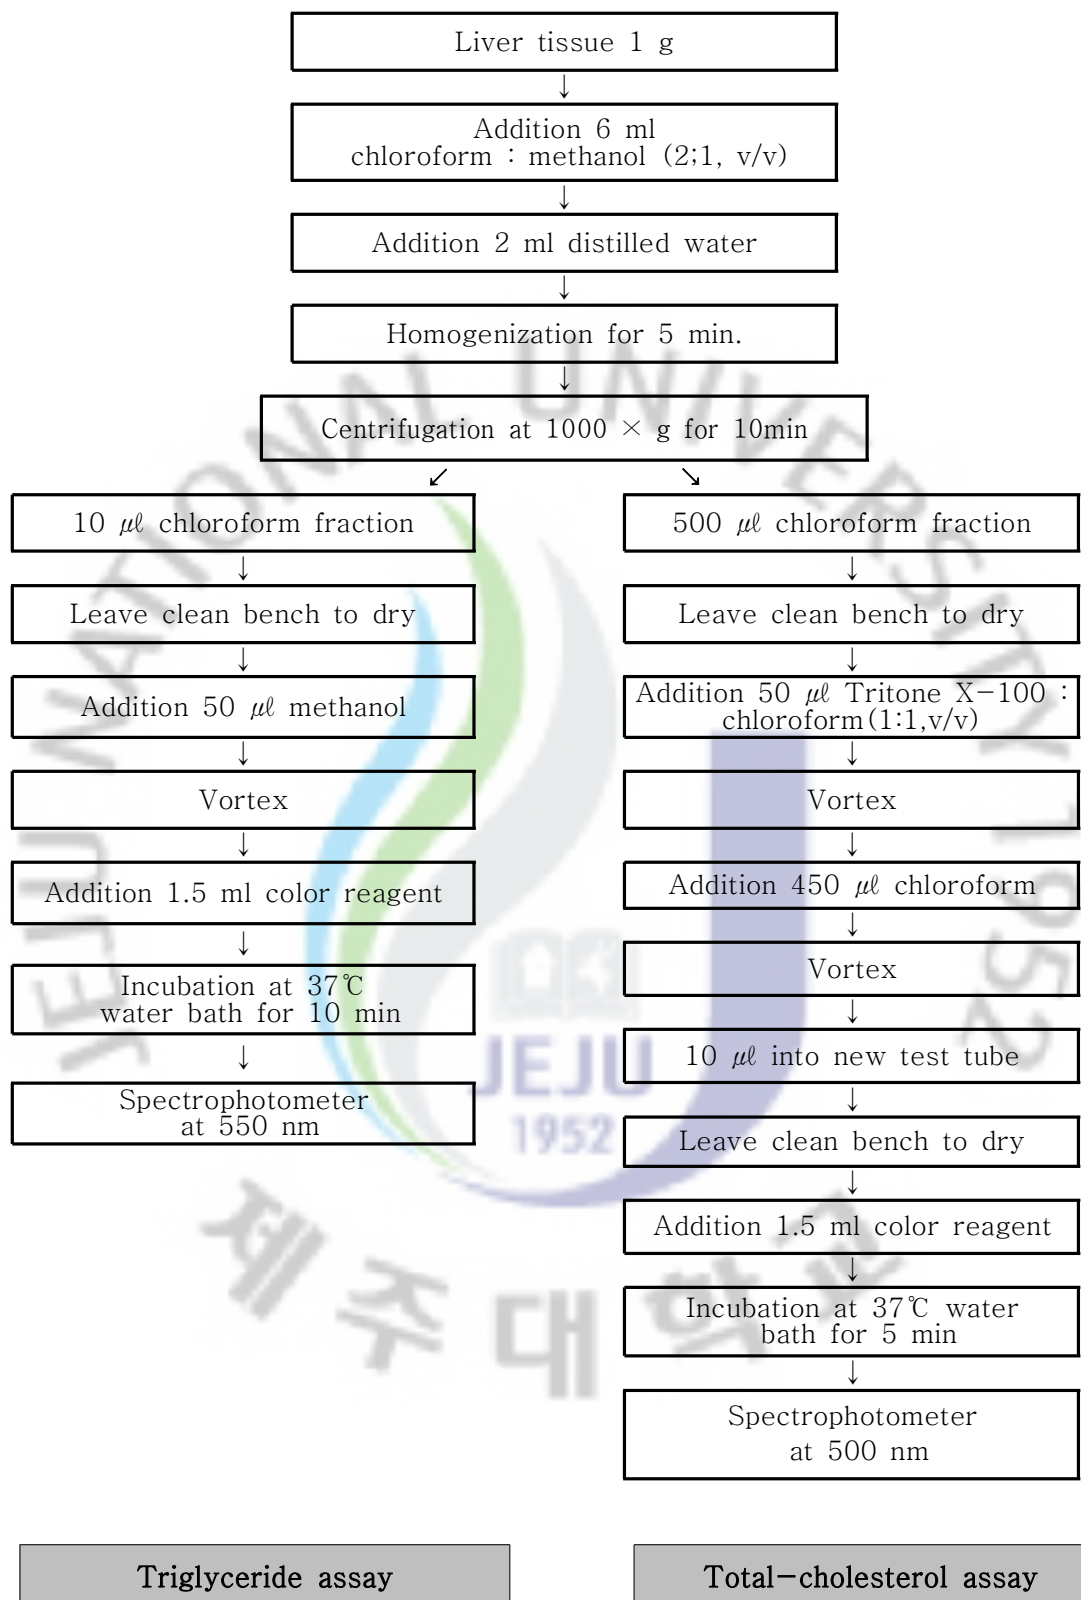 Liver tissue 1 g
↓
Addition 6 ml
chloroform : methanol (2;1, v/v)
↓
Addition 2 ml distilled water
↓
Homogenization for 5 min.
↓
Centrifugation at 1000 × g for 10min
↙ ↘
10 ㎕ chloroform fraction
↓
Leave clean bench to dry
↓
Addition 50 ㎕ methanol
↓
Vortex
↓
Addition 1.5 ml color reagent
↓
Incubation at 37℃
water bath for 10 min
↓
Spectrophotometer
at 550 nm
500 ㎕ chloroform fraction
↓
Leave clean bench to dry
↓
Addition 50 ㎕ Tritone X-100 :
chloroform(1:1,v/v)
↓
Vortex
↓
Addition 450 ㎕ chloroform
↓
Vortex
↓
10 ㎕ into new test tube
↓
Leave clean bench to dry
↓
Addition 1.5 ml color reagent
↓
Incubation at 37℃ water
bath for 5 min
↓
Spectrophotometer
at 500 nm
Triglyceride assay
Total-cholesterol assay
JEJU NATIONAL UNIVERSITY 1952
JEJU
1952
제주대학교